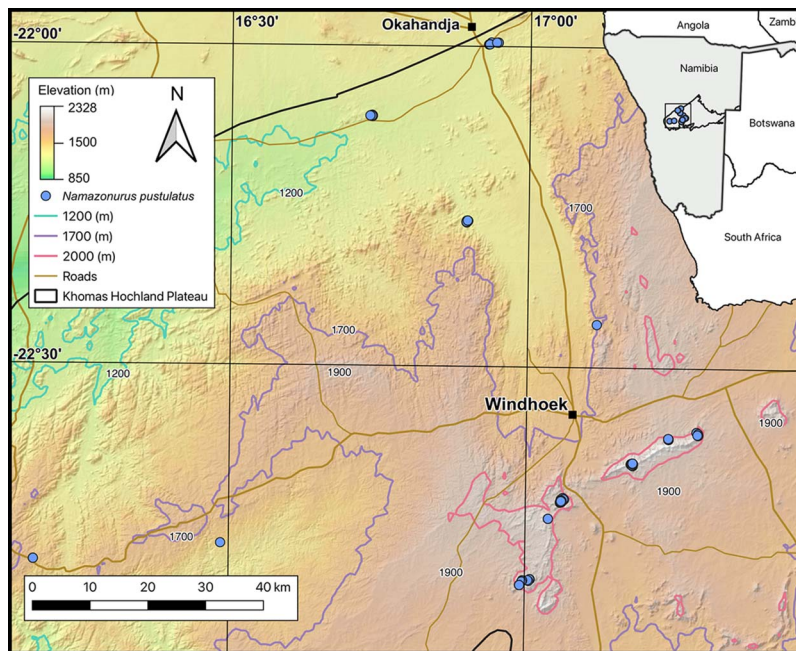 Okahandja
16°30'
17°00'
-22°00'
Angola
Zamb
Namibia
Botswana
South Africa
Elevation (m)
N
2328
1500
850
Namazonurus pustulatus
1200 (m)
1700 (m)
2000 (m)
Roads
Khomas Hochland Plateau
1200
1700
1700
-22°30'
1200
1900
Windhoek
1900
1900
1700
1900
0 10 20 30 40 km